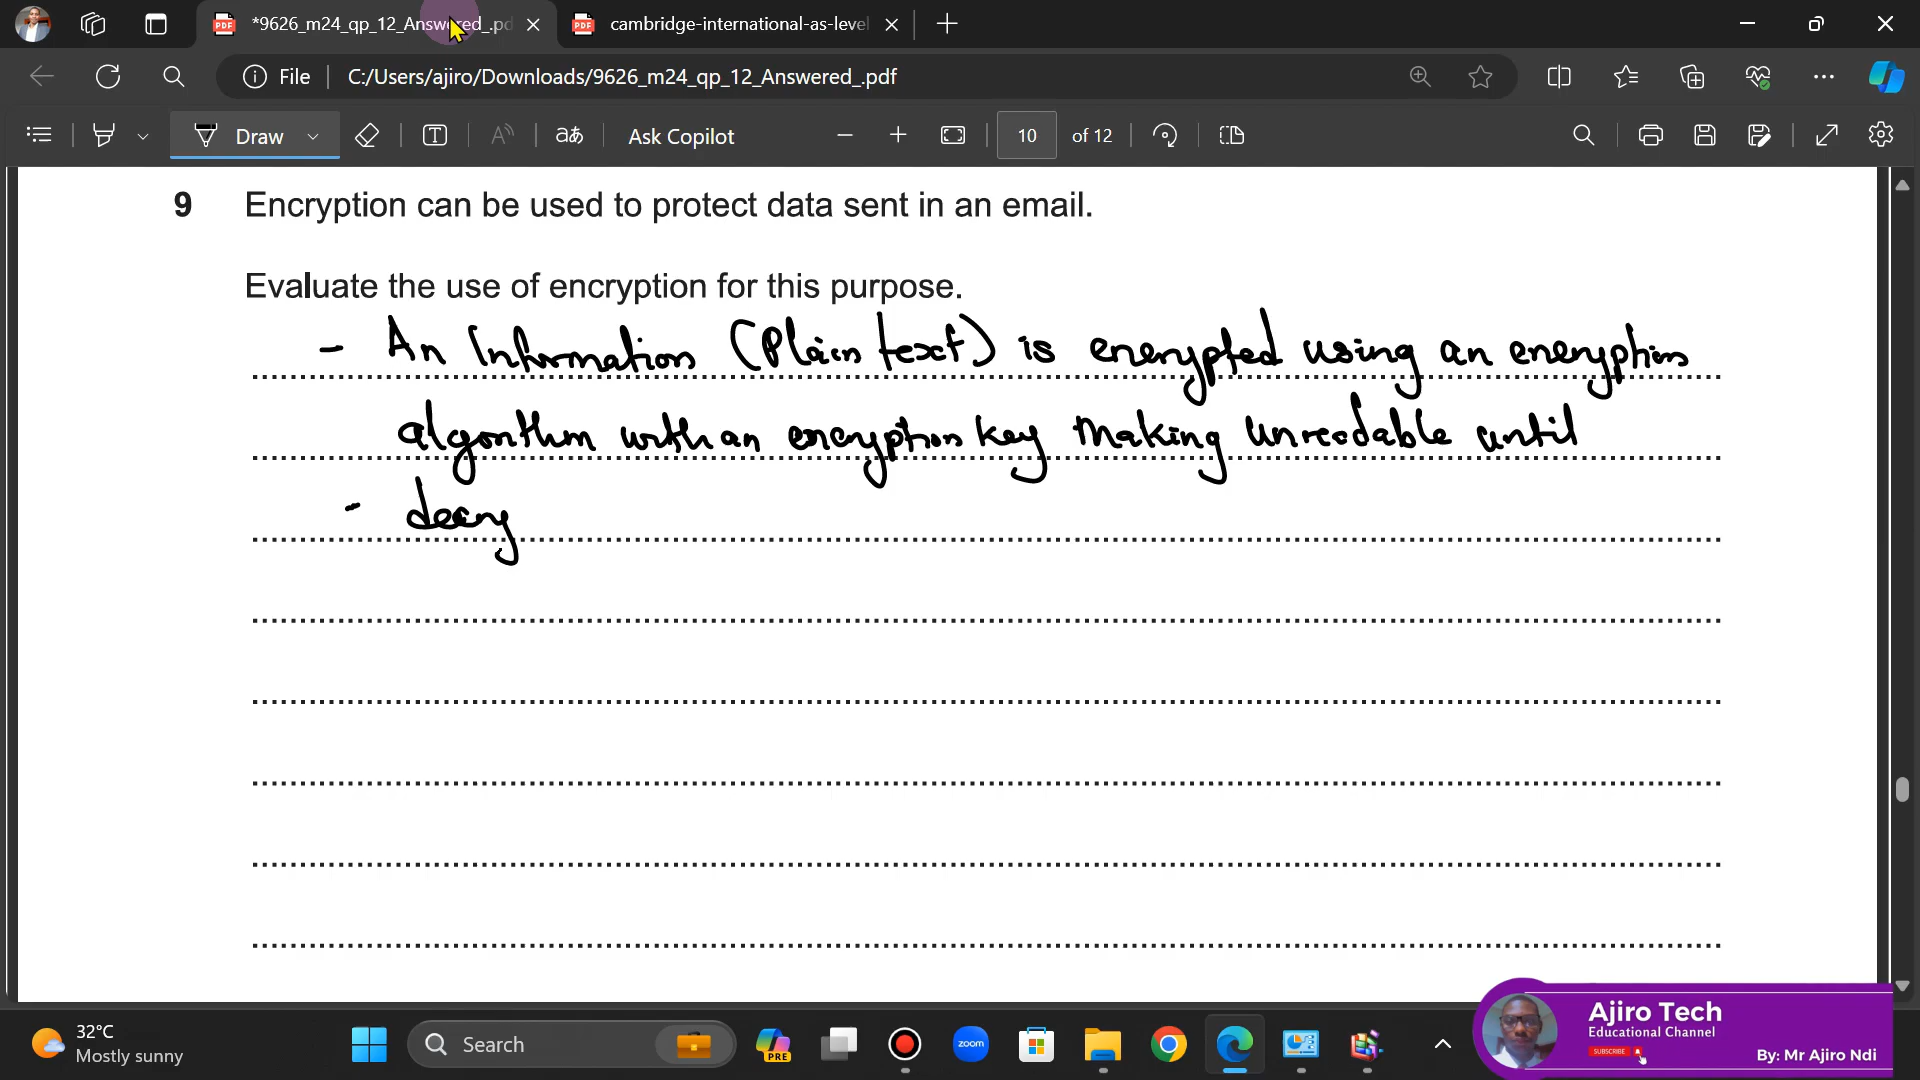 *9626_m24_qp_12_Answered_.pd
cambridge-international-as-level
File
C:/Users/ajiro/Downloads/9626_m24_qp_12_Answered_.pdf
Draw
Ask Copilot
10
of 12
9 Encryption can be used to protect data sent in an email.
Evaluate the use of encryption for this purpose.
- An Information (Plain text) is encrypted using an encryption
algorithm with an encryption key making unreadable until
- decry
32°C
Mostly sunny
Search
PRE
zoom
Ajiro Tech
Educational Channel
SUBSCRIBE
By: Mr Ajiro Ndi